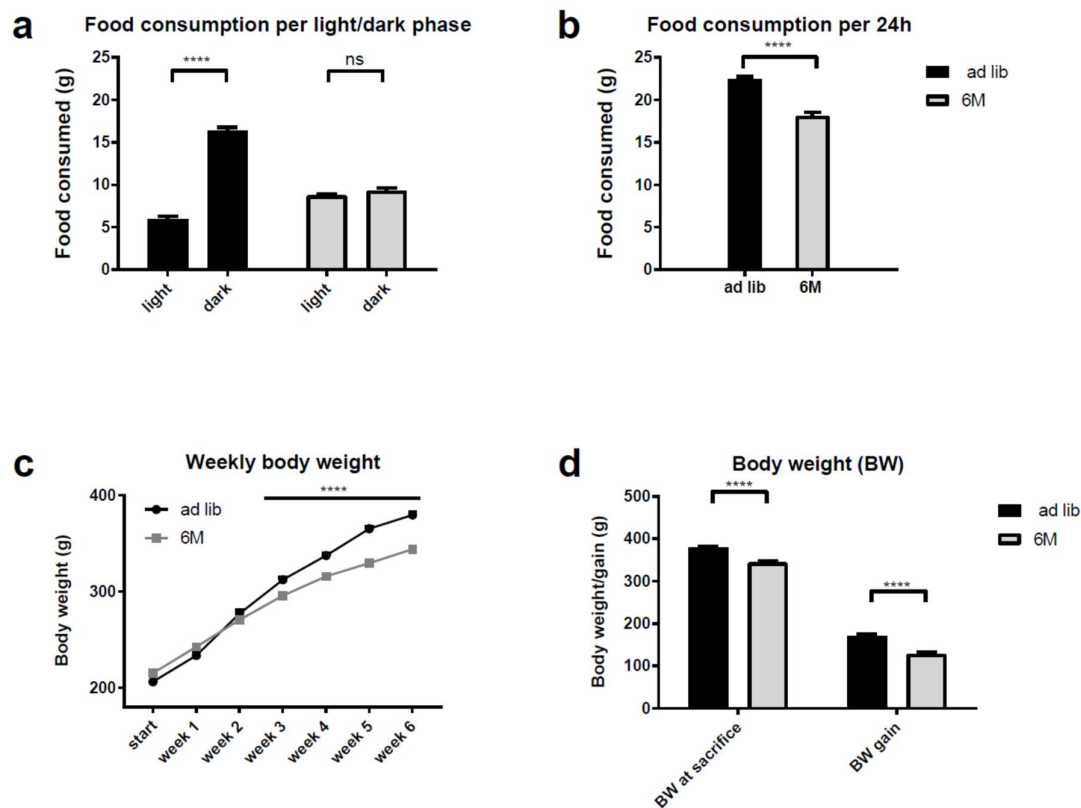 a
Food consumption per light/dark phase
Food consumed (g)
25
20
15
10
5
0
****
ns
light
dark
light
dark
b
Food consumption per 24h
Food consumed (g)
25
20
15
10
5
0
****
ad lib
6M
ad lib
6M
c
Weekly body weight
Body weight (g)
400
300
200
ad lib
6M
****
start
week 1
week 2
week 3
week 4
week 5
week 6
d
Body weight (BW)
Body weight/gain (g)
500
400
300
200
100
0
****
****
BW at sacrifice
BW gain
ad lib
6M